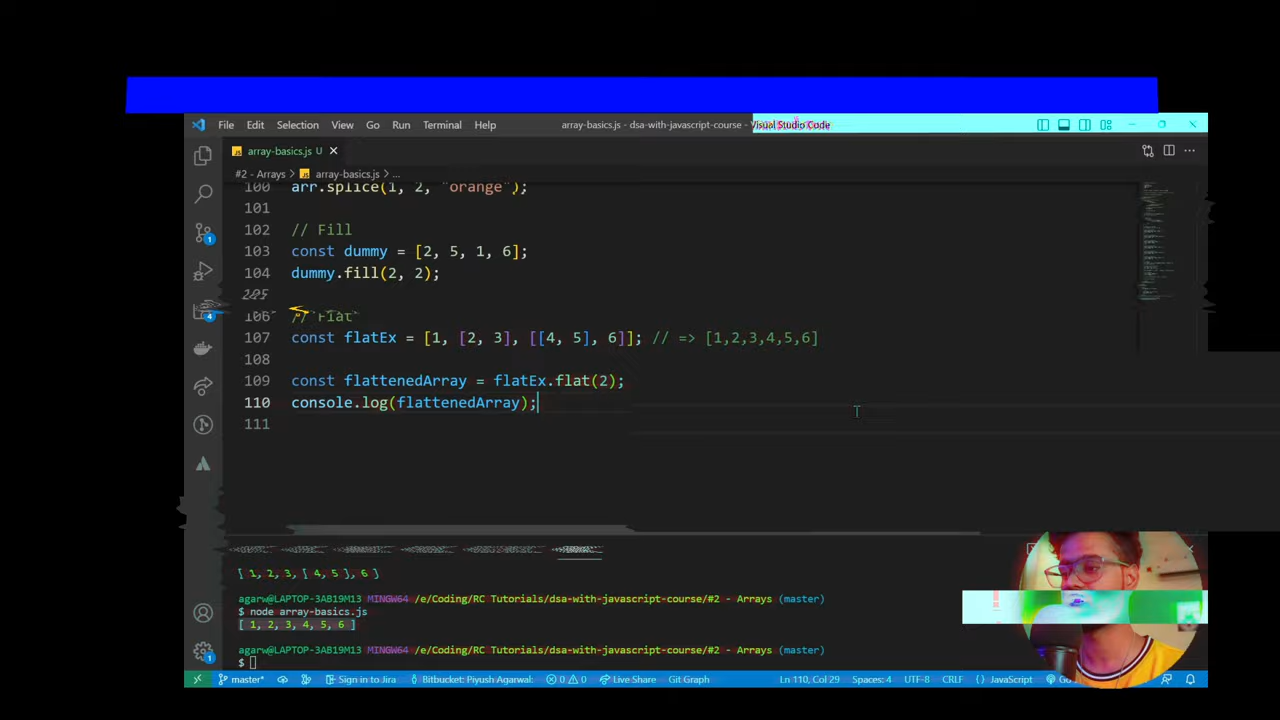 File Edit Selection View Go Run Terminal Help array-basics.js - dsa-with-javascript-course - Visual Studio Code
array-basics.js U
#2 - Arrays > array-basics.js > ...
100 arr.splice(1, 2, "orange");
101
102 // Fill
103 const dummy = [2, 5, 1, 6];
104 dummy.fill(2, 2);
106 // Flat
107 const flatEx = [1, [2, 3], [[4, 5], 6]]; // => [1,2,3,4,5,6]
108
109 const flattenedArray = flatEx.flat(2);
110 console.log(flattenedArray);
111
[ 1, 2, 3, [ 4, 5 ], 6 ]
agarw@LAPTOP-3AB19M13 MINGW64 /e/Coding/RC Tutorials/dsa-with-javascript-course/#2 - Arrays (master)
$ node array-basics.js
[ 1, 2, 3, 4, 5, 6 ]
agarw@LAPTOP-3AB19M13 MINGW64 /e/Coding/RC Tutorials/dsa-with-javascript-course/#2 - Arrays (master)
$
master* Sign in to Jira Bitbucket: Piyush Agarwal: 0 0 Live Share Git Graph Ln 110, Col 29 Spaces: 4 UTF-8 CRLF {} JavaScript Go